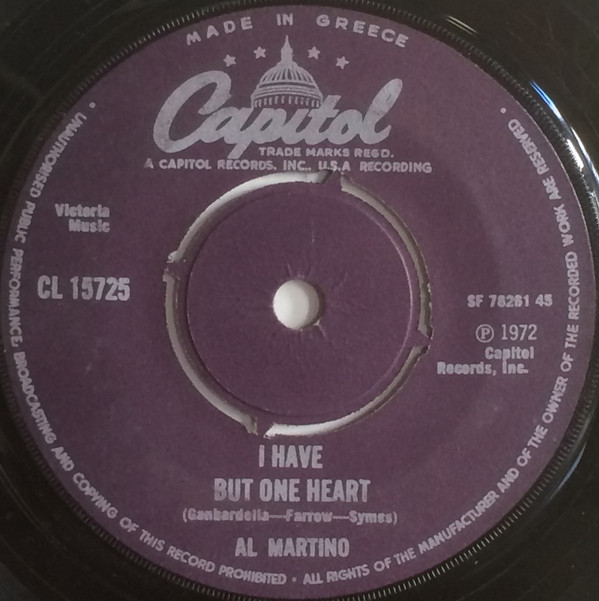 MADE IN GREECE
Capitol
TRADE MARKS REGD.
A CAPITOL RECORDS, INC., U.S.A RECORDING
Victoria
Music
CL 15725
SF 78261 45
Ⓟ 1972
Capitol
Records, Inc.
I HAVE
BUT ONE HEART
(Ganbardella—Farrow—Symes)
AL MARTINO
• UNAUTHORISED PUBLIC PERFORMANCE, BROADCASTING AND COPYING OF THIS RECORD PROHIBITED • ALL RIGHTS OF THE MANUFACTURER AND OF THE OWNER OF THE RECORDED WORK ARE RESERVED •